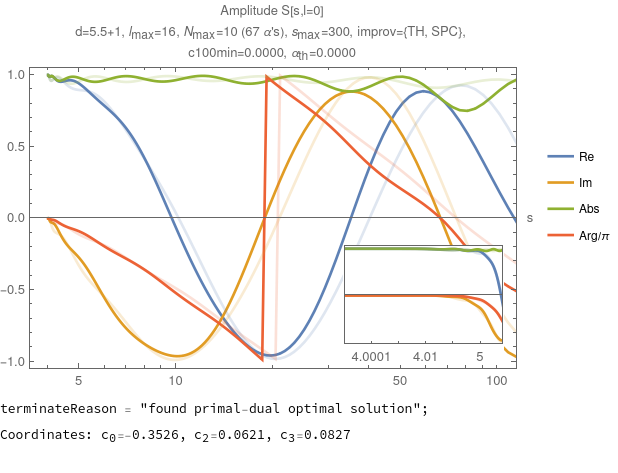 Amplitude S[s,l=0]
d=5.5+1, lmax=16, Nmax=10 (67 α's), smax=300, improv={TH, SPC},
c100min=0.0000, αth=0.0000
1.0
0.5
0.0
−0.5
−1.0
s
Re
Im
Abs
Arg/π
4.0001 4.01 5
5 10 50 100
terminateReason = "found primal-dual optimal solution";
Coordinates: c0=-0.3526, c2=0.0621, c3=0.0827